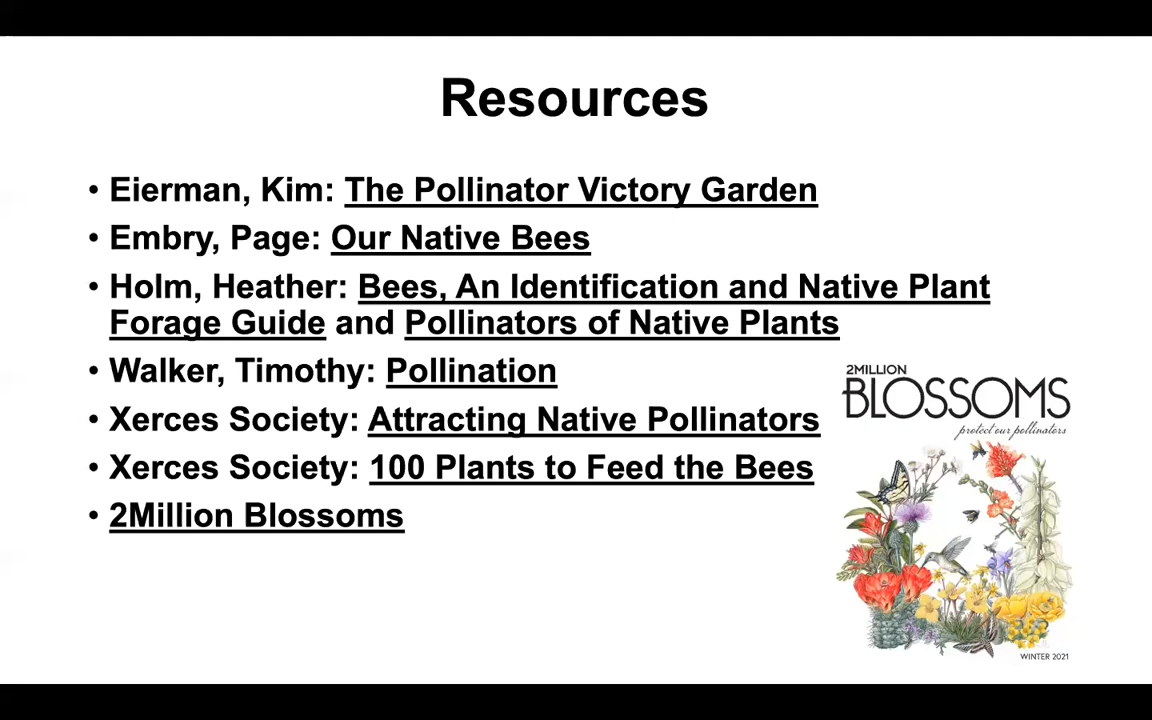 Resources
• Eierman, Kim: The Pollinator Victory Garden
• Embry, Page: Our Native Bees
• Holm, Heather: Bees, An Identification and Native Plant
Forage Guide and Pollinators of Native Plants
• Walker, Timothy: Pollination
• Xerces Society: Attracting Native Pollinators
• Xerces Society: 100 Plants to Feed the Bees
• 2Million Blossoms
2MILLION
BLOSSOMS
protect our pollinators
WINTER 2021